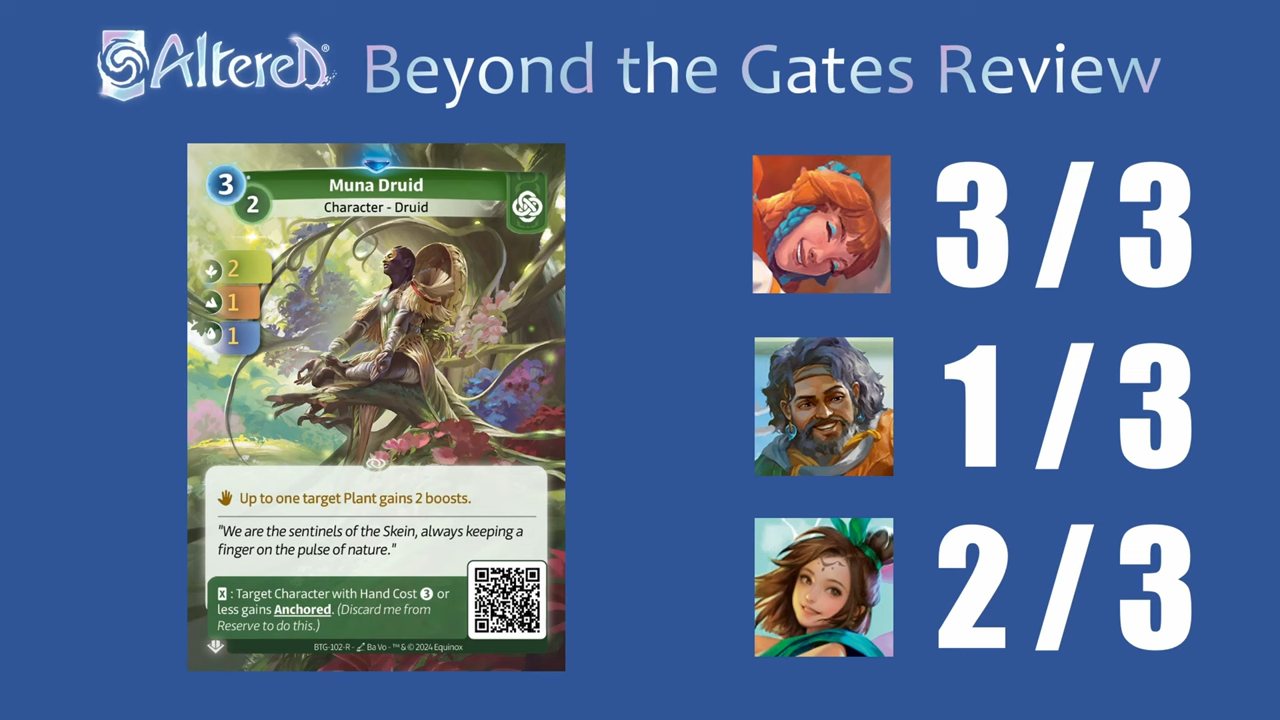 Altered® Beyond the Gates Review
3
2
Muna Druid
Character - Druid
2
1
1
Up to one target Plant gains 2 boosts.
"We are the sentinels of the Skein, always keeping a
finger on the pulse of nature."
X : Target Character with Hand Cost 3 or
less gains Anchored. (Discard me from
Reserve to do this.)
BTG-102-R - Ba Vo - ™ & © 2024 Equinox
3 / 3
1 / 3
2 / 3